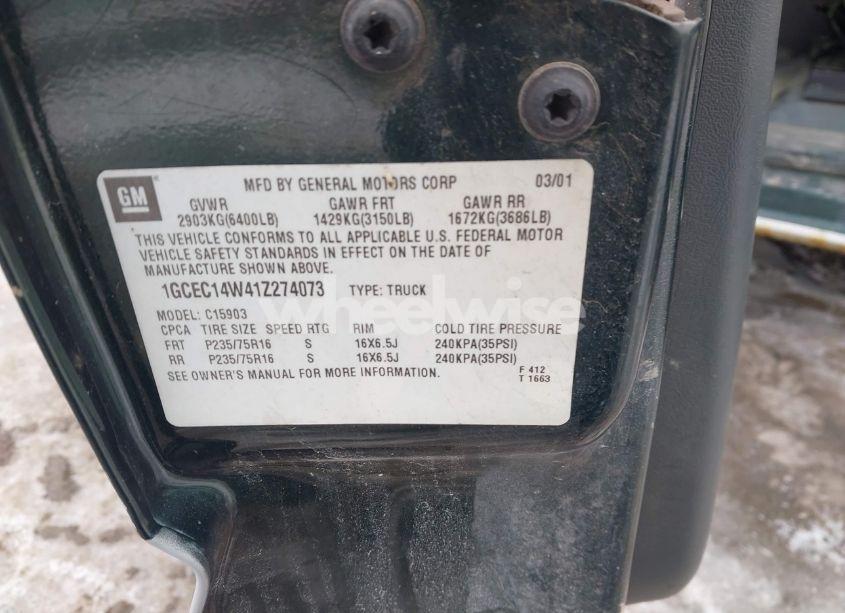 GM
MFD BY GENERAL MOTORS CORP 03/01
GVWR GAWR FRT GAWR RR
2903KG(6400LB) 1429KG(3150LB) 1672KG(3686LB)
THIS VEHICLE CONFORMS TO ALL APPLICABLE U.S. FEDERAL MOTOR
VEHICLE SAFETY STANDARDS IN EFFECT ON THE DATE OF
MANUFACTURE SHOWN ABOVE.
1GCEC14W41Z274073 TYPE: TRUCK
MODEL: C15903
CPCA TIRE SIZE SPEED RTG RIM COLD TIRE PRESSURE
FRT P235/75R16 S 16X6.5J 240KPA(35PSI)
RR P235/75R16 S 16X6.5J 240KPA(35PSI)
SEE OWNER'S MANUAL FOR MORE INFORMATION.
F 412
T 1663
wheelwise